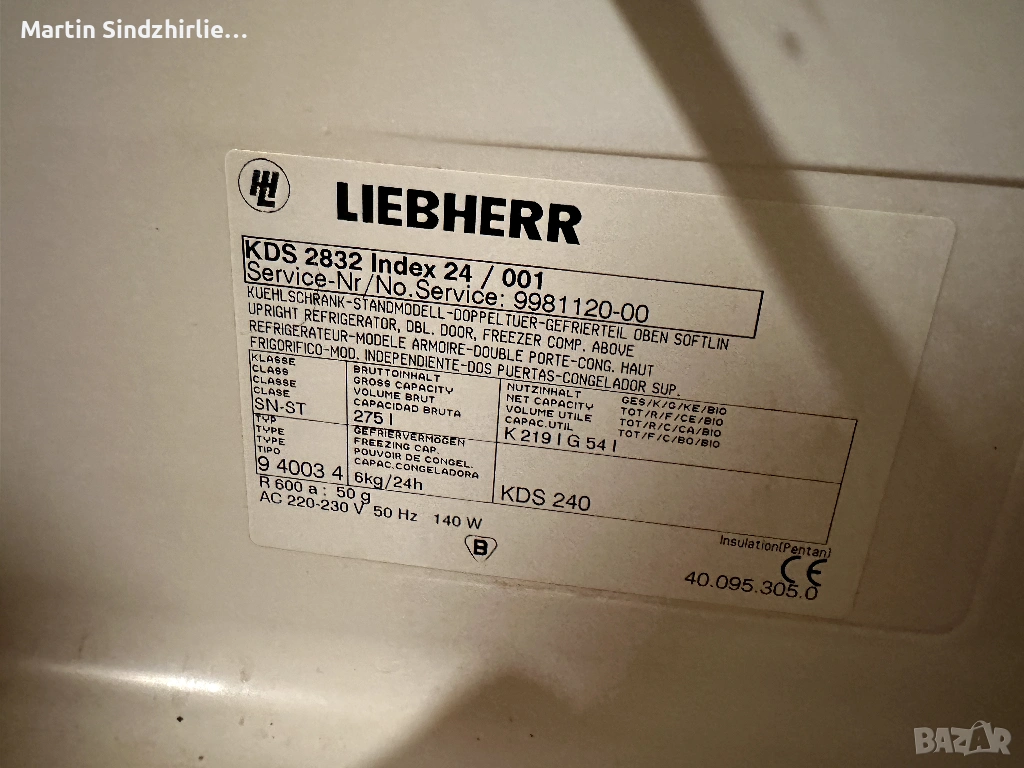 Martin Sindzhirlie...
LIEBHERR
KDS 2832 Index 24 / 001
Service-Nr/No.Service: 9981120-00
KUEHLSCHRANK-STANDMODELL-DOPPELTUER-GEFRIERTEIL OBEN SOFTLIN
UPRIGHT REFRIGERATOR, DBL. DOOR, FREEZER COMP. ABOVE
REFRIGERATEUR-MODELE ARMOIRE-DOUBLE PORTE-CONG. HAUT
FRIGORIFICO-MOD. INDEPENDIENTE-DOS PUERTAS-CONGELADOR SUP.
KLASSE
CLASS
CLASSE
CLASE
SN-ST
BRUTTOINHALT
GROSS CAPACITY
VOLUME BRUT
CAPACIDAD BRUTA
275 l
NUTZINHALT GES/K/G/KE/BIO
NET CAPACITY TOT/R/F/CE/BIO
VOLUME UTILE TOT/R/C/CA/BIO
CAPAC.UTIL TOT/F/C/BO/BIO
K 219 l G 54 l
TYP
TYPE
TYPE
TIPO
9 4003 4
GEFRIERVERMOGEN
FREEZING CAP.
POUVOIR DE CONGEL.
CAPAC.CONGELADORA
6kg/24h
KDS 240
R 600 a : 50 g
AC 220-230 V 50 Hz 140 W
B
Insulation(Pentan)
CE
40.095.305.0
BAZAR